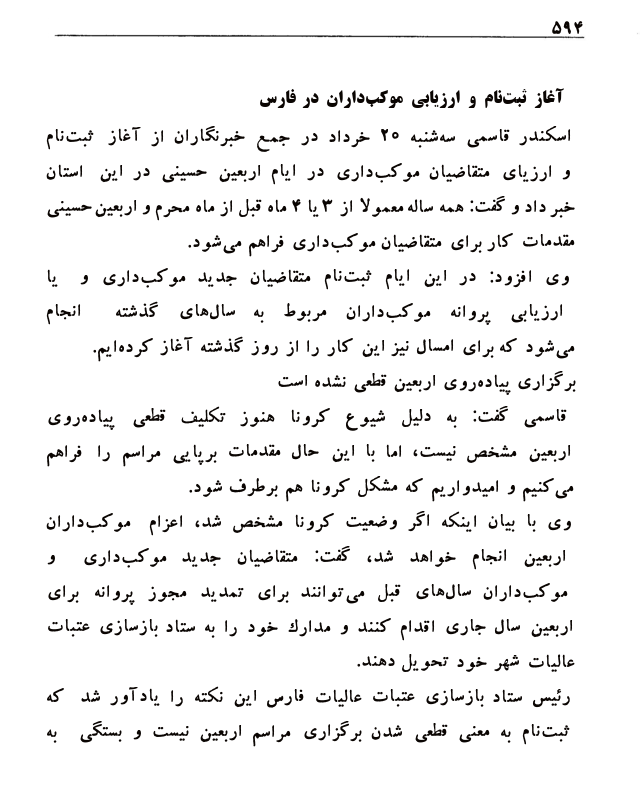 ۵۹۴
آغاز ثبت‌نام و ارزیابی موکب‌داران در فارس
اسکندر قاسمی سه‌شنبه ۲۰ خرداد در جمع خبرنگاران از آغاز ثبت‌نام
و ارزیای متقاضیان موکب‌داری در ایام اربعین حسینی در این استان
خبر داد و گفت: همه ساله معمولا از ۳ یا ۴ ماه قبل از ماه محرم و اربعین حسینی
مقدمات کار برای متقاضیان موکب‌داری فراهم می‌شود.
وی افزود: در این ایام ثبت‌نام متقاضیان جدید موکب‌داری و یا
ارزیابی پروانه موکب‌داران مربوط به سال‌های گذشته انجام
می‌شود که برای امسال نیز این کار را از روز گذشته آغاز کرده‌ایم.
برگزاری پیاده‌روی اربعین قطعی نشده است
قاسمی گفت: به دلیل شیوع کرونا هنوز تکلیف قطعی پیاده‌روی
اربعین مشخص نیست، اما با این حال مقدمات برپایی مراسم را فراهم
می‌کنیم و امیدواریم که مشکل کرونا هم برطرف شود.
وی با بیان اینکه اگر وضعیت کرونا مشخص شد، اعزام موکب‌داران
اربعین انجام خواهد شد، گفت: متقاضیان جدید موکب‌داری و
موکب‌داران سال‌های قبل می‌توانند برای تمدید مجوز پروانه برای
اربعین سال جاری اقدام کنند و مدارك خود را به ستاد بازسازی عتبات
عالیات شهر خود تحویل دهند.
رئیس ستاد بازسازی عتبات عالیات فارس این نکته را یادآور شد که
ثبت‌نام به معنی قطعی شدن برگزاری مراسم اربعین نیست و بستگی به